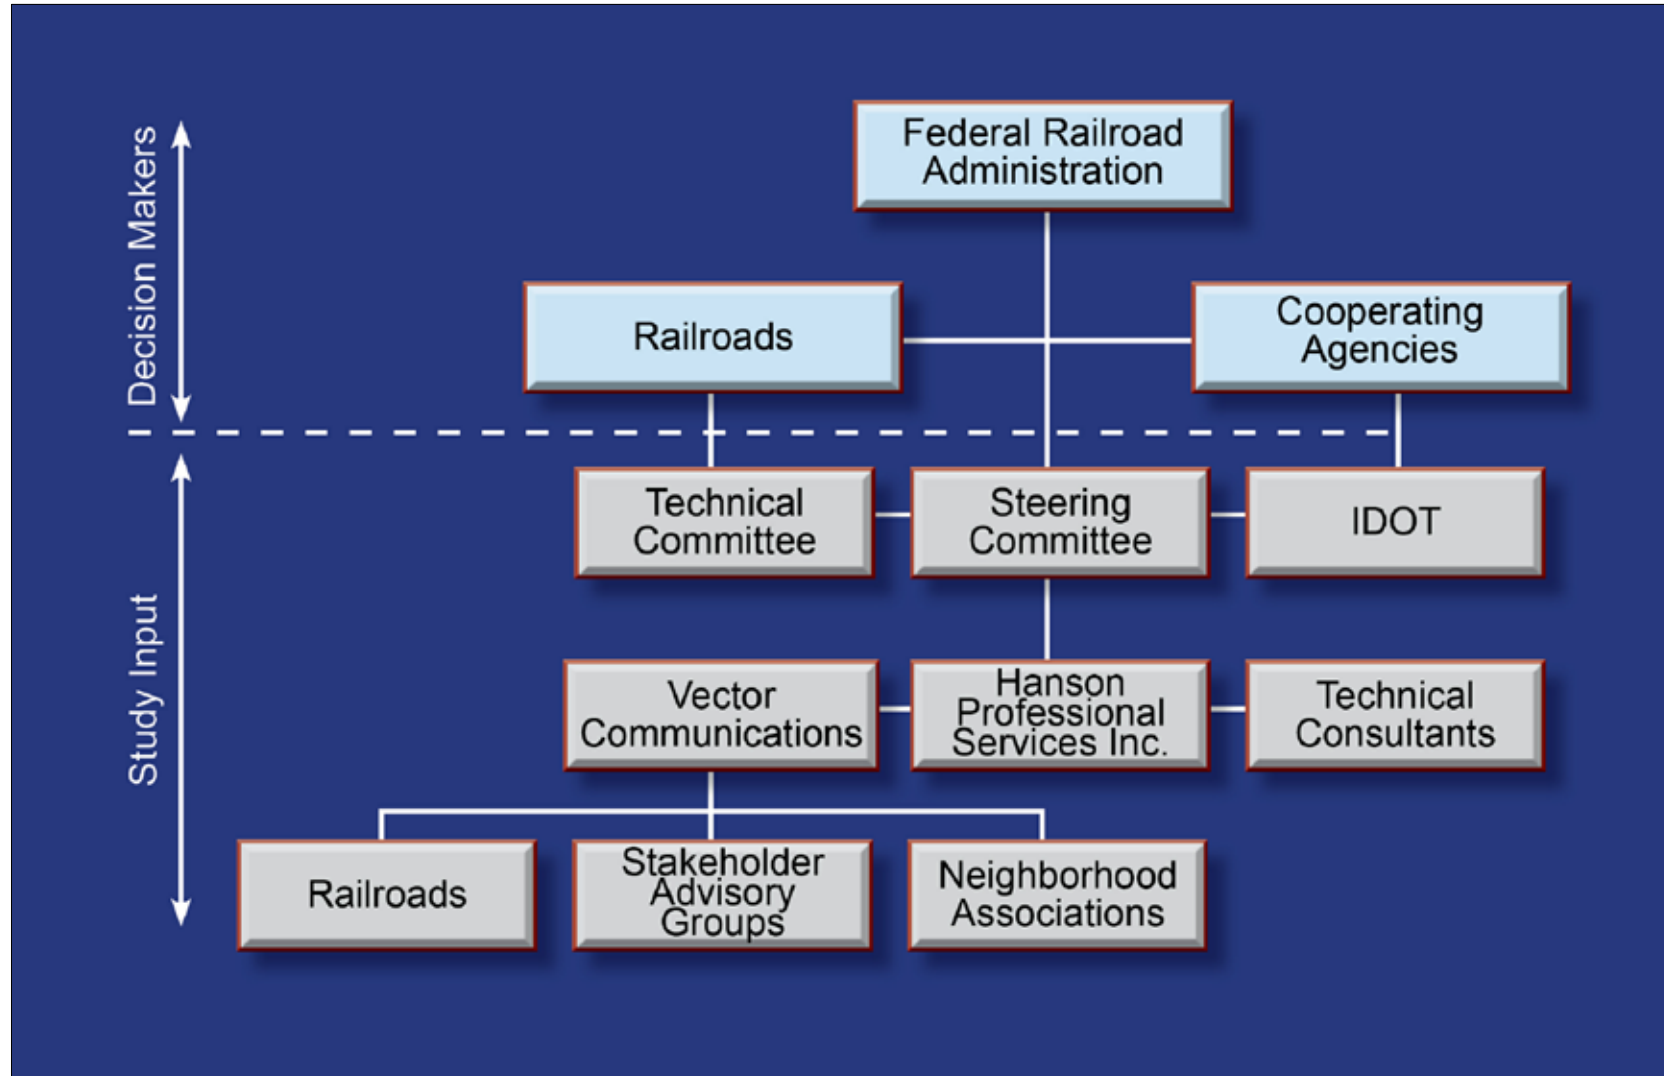 Decision Makers
Federal Railroad
Administration
Railroads
Cooperating
Agencies
Study Input
Technical
Committee
Steering
Committee
IDOT
Vector
Communications
Hanson
Professional
Services Inc.
Technical
Consultants
Railroads
Stakeholder
Advisory
Groups
Neighborhood
Associations